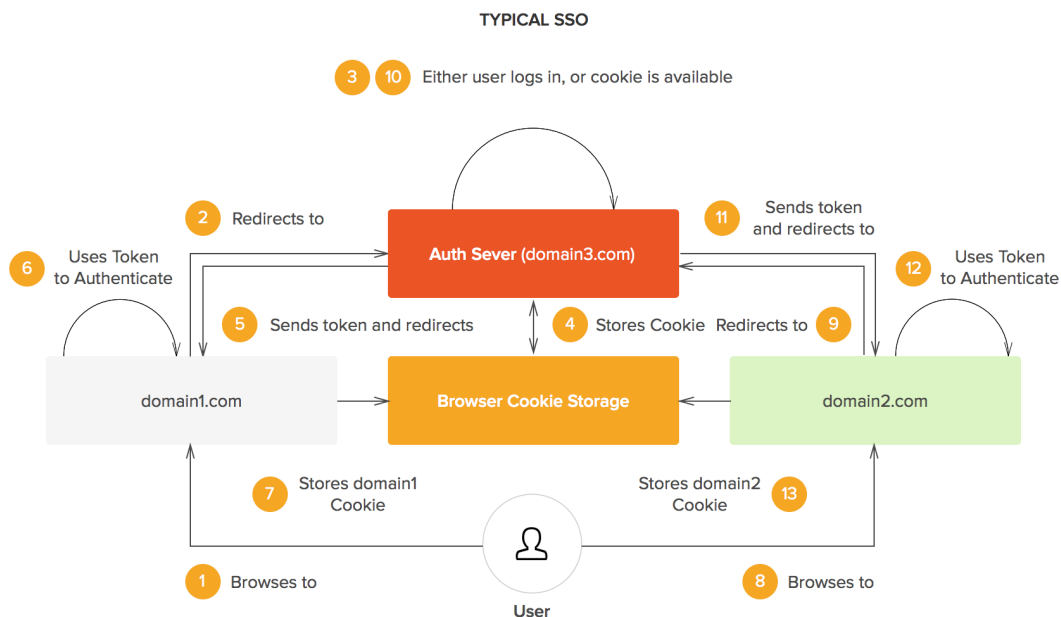 TYPICAL SSO
3 10 Either user logs in, or cookie is available
2 Redirects to
11 Sends token
and redirects to
6 Uses Token
to Authenticate
Auth Sever (domain3.com)
12 Uses Token
to Authenticate
5 Sends token and redirects
4 Stores Cookie
Redirects to 9
domain1.com
Browser Cookie Storage
domain2.com
7 Stores domain1
Cookie
Stores domain2
Cookie 13
1 Browses to
8 Browses to
User